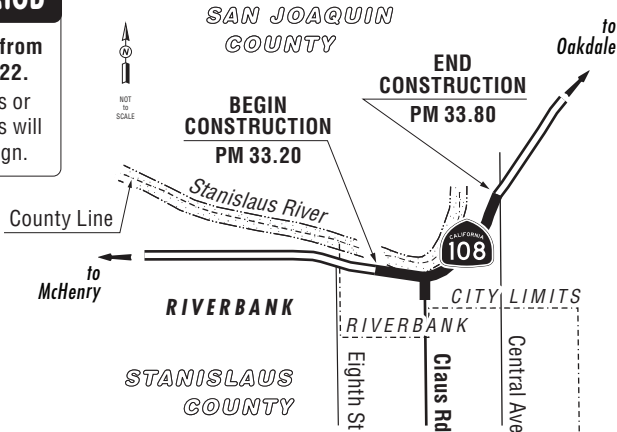 from
22.
s or
s will
gn.
SAN JOAQUIN
COUNTY
N
NOT
to
SCALE
to
Oakdale
END
CONSTRUCTION
PM 33.80
BEGIN
CONSTRUCTION
PM 33.20
Stanislaus River
County Line
CALIFORNIA
108
to
McHenry
RIVERBANK
CITY LIMITS
RIVERBANK
STANISLAUS
COUNTY
Eighth St
Claus Rd
Central Ave